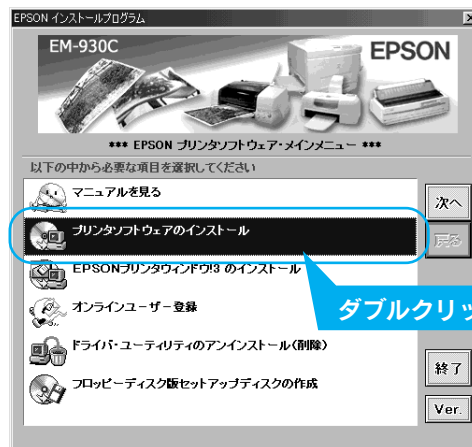 EPSON インストールプログラム
EM-930C
EPSON
*** EPSON プリンタソフトウェア・メインメニュー ***
以下の中から必要な項目を選択してください
マニュアルを見る
次へ
プリンタソフトウェアのインストール
戻る
EPSONプリンタウィンドウ!3 のインストール
オンラインユーザー登録
ダブルクリッ
ドライバ・ユーティリティのアンインストール(削除)
終了
フロッピーディスク版セットアップディスクの作成
Ver.